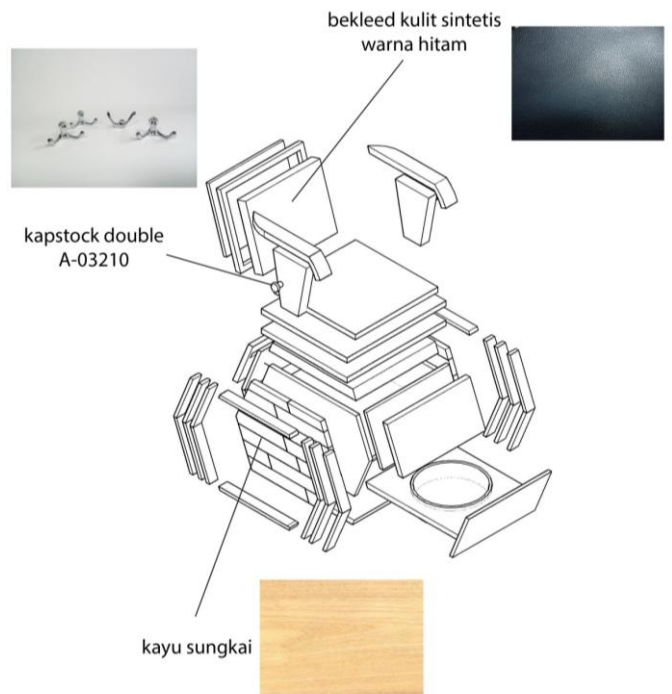 bekleed kulit sintetis
warna hitam
kapstock double
A-03210
kayu sungkai